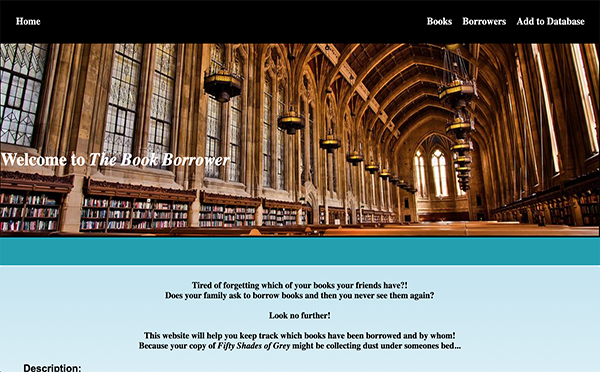 Home Books Borrowers Add to Database
Welcome to The Book Borrower
Tired of forgetting which of your books your friends have?!
Does your family ask to borrow books and then you never see them again?
Look no further!
This website will help you keep track which books have been borrowed and by whom!
Because your copy of Fifty Shades of Grey might be collecting dust under someones bed...
Description: